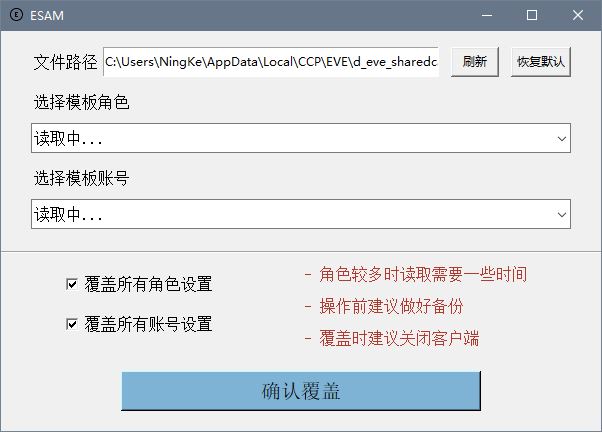 ESAM
文件路径 C:\Users\NingKe\AppData\Local\CCP\EVE\d_eve_sharedc 刷新 恢复默认
选择模板角色
读取中...
选择模板账号
读取中...
覆盖所有角色设置
覆盖所有账号设置
- 角色较多时读取需要一些时间
- 操作前建议做好备份
- 覆盖时建议关闭客户端
确认覆盖